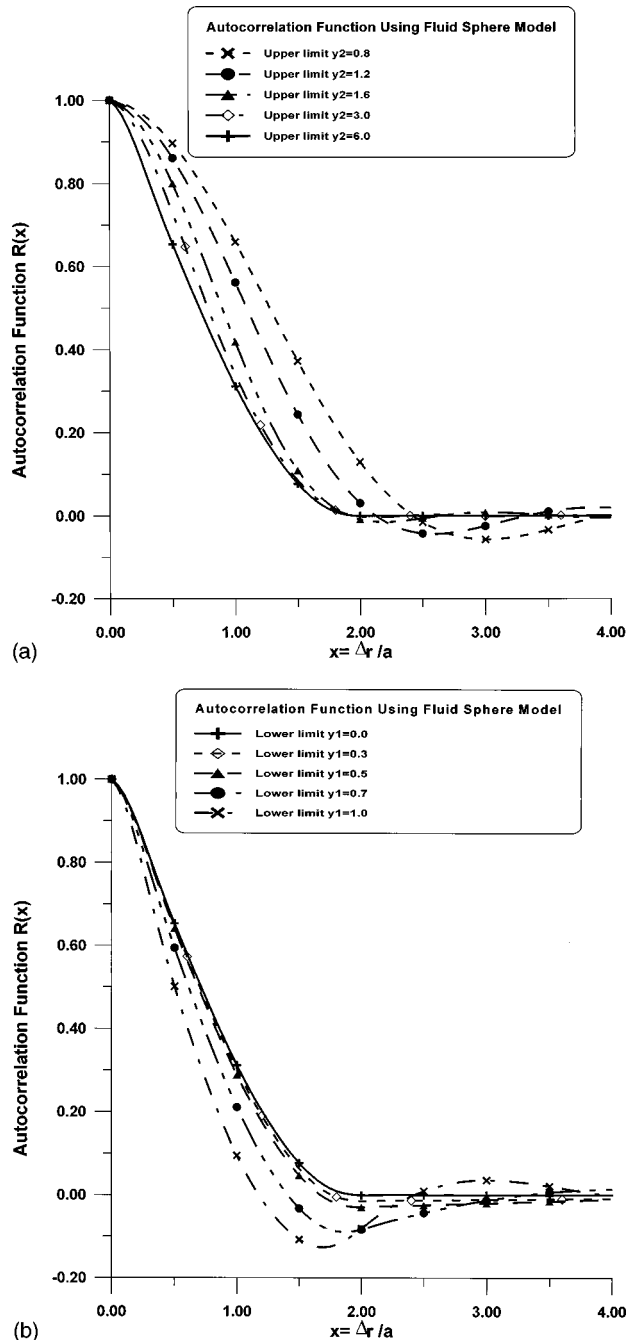 Autocorrelation Function Using Fluid Sphere Model
Upper limit y2=0.8
Upper limit y2=1.2
Upper limit y2=1.6
Upper limit y2=3.0
Upper limit y2=6.0
Autocorrelation Function R(x)
1.00
0.80
0.60
0.40
0.20
0.00
-0.20
0.00 1.00 2.00 3.00 4.00
x= Δr /a
(a)
Autocorrelation Function Using Fluid Sphere Model
Lower limit y1=0.0
Lower limit y1=0.3
Lower limit y1=0.5
Lower limit y1=0.7
Lower limit y1=1.0
Autocorrelation Function R(x)
1.00
0.80
0.60
0.40
0.20
0.00
-0.20
0.00 1.00 2.00 3.00 4.00
x= Δr /a
(b)